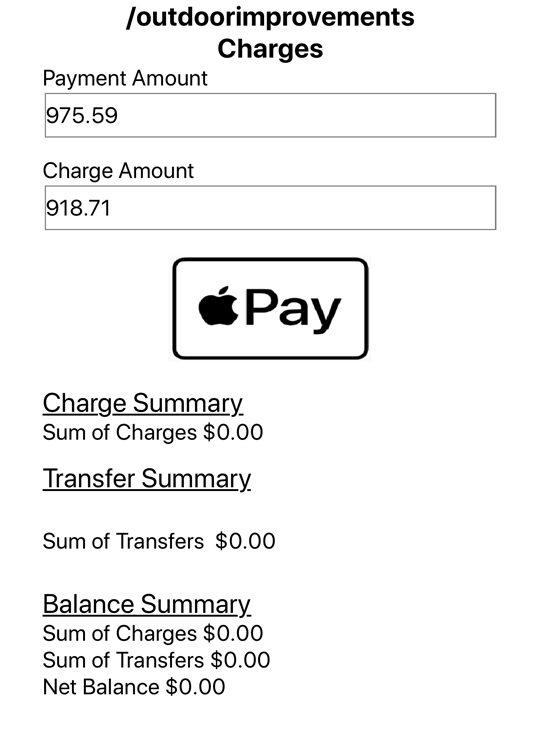 /outdoorimprovements
Charges
Payment Amount
975.59
Charge Amount
918.71
Pay
Charge Summary
Sum of Charges $0.00
Transfer Summary
Sum of Transfers $0.00
Balance Summary
Sum of Charges $0.00
Sum of Transfers $0.00
Net Balance $0.00